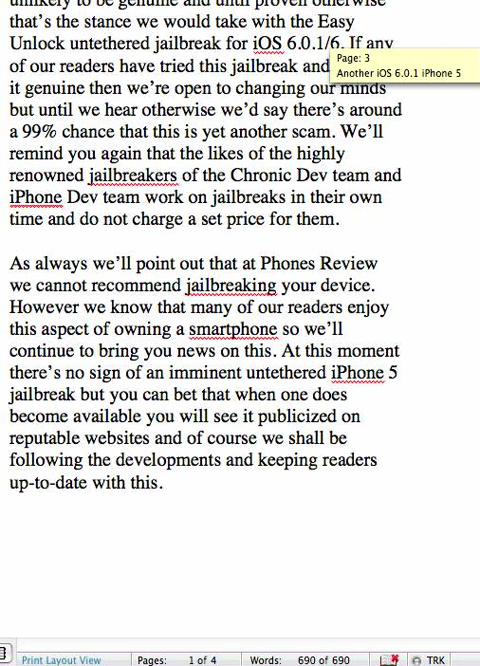 unlikely to be genuine and until proven otherwise
that's the stance we would take with the Easy
Unlock untethered jailbreak for iOS 6.0.1/6. If any
Page: 3
of our readers have tried this jailbreak and
Another iOS 6.0.1 iPhone 5
it genuine then we're open to changing our minds
but until we hear otherwise we'd say there's around
a 99% chance that this is yet another scam. We'll
remind you again that the likes of the highly
renowned jailbreakers of the Chronic Dev team and
iPhone Dev team work on jailbreaks in their own
time and do not charge a set price for them.
As always we'll point out that at Phones Review
we cannot recommend jailbreaking your device.
However we know that many of our readers enjoy
this aspect of owning a smartphone so we'll
continue to bring you news on this. At this moment
there's no sign of an imminent untethered iPhone 5
jailbreak but you can bet that when one does
become available you will see it publicized on
reputable websites and of course we shall be
following the developments and keeping readers
up-to-date with this.
Print Layout View Pages: 1 of 4 Words: 690 of 690 TRK